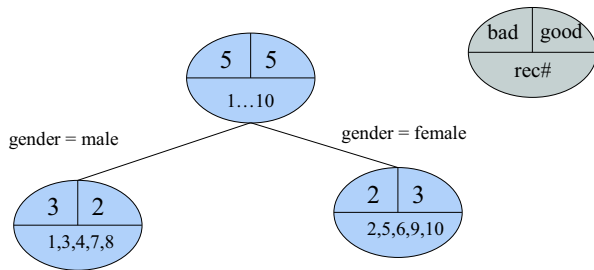 bad good
rec#
5 5
1…10
gender = male
gender = female
3 2
1,3,4,7,8
2 3
2,5,6,9,10